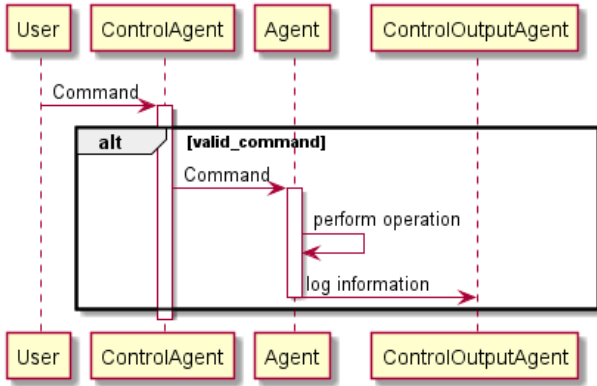 User ControlAgent Agent ControlOutputAgent
Command
alt [valid_command]
Command
perform operation
log information
User ControlAgent Agent ControlOutputAgent